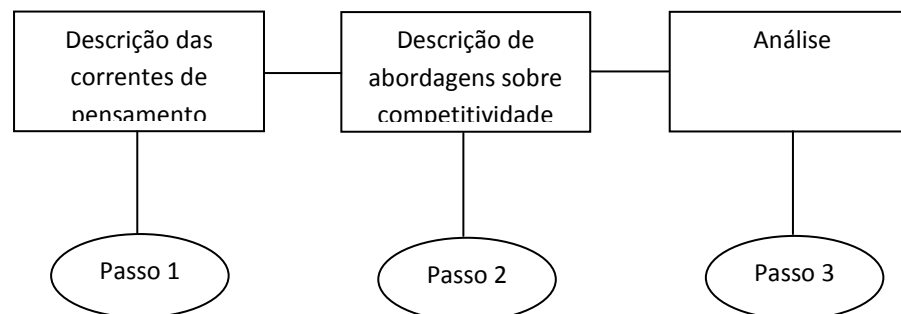 Descrição das
correntes de
pensamento
Descrição de
abordagens sobre
competitividade
Análise
Passo 1
Passo 2
Passo 3